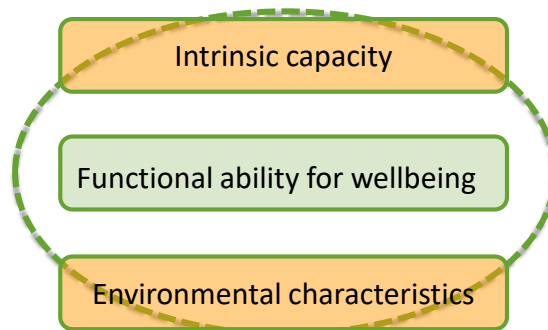 Intrinsic capacity
Functional ability for wellbeing
Environmental characteristics